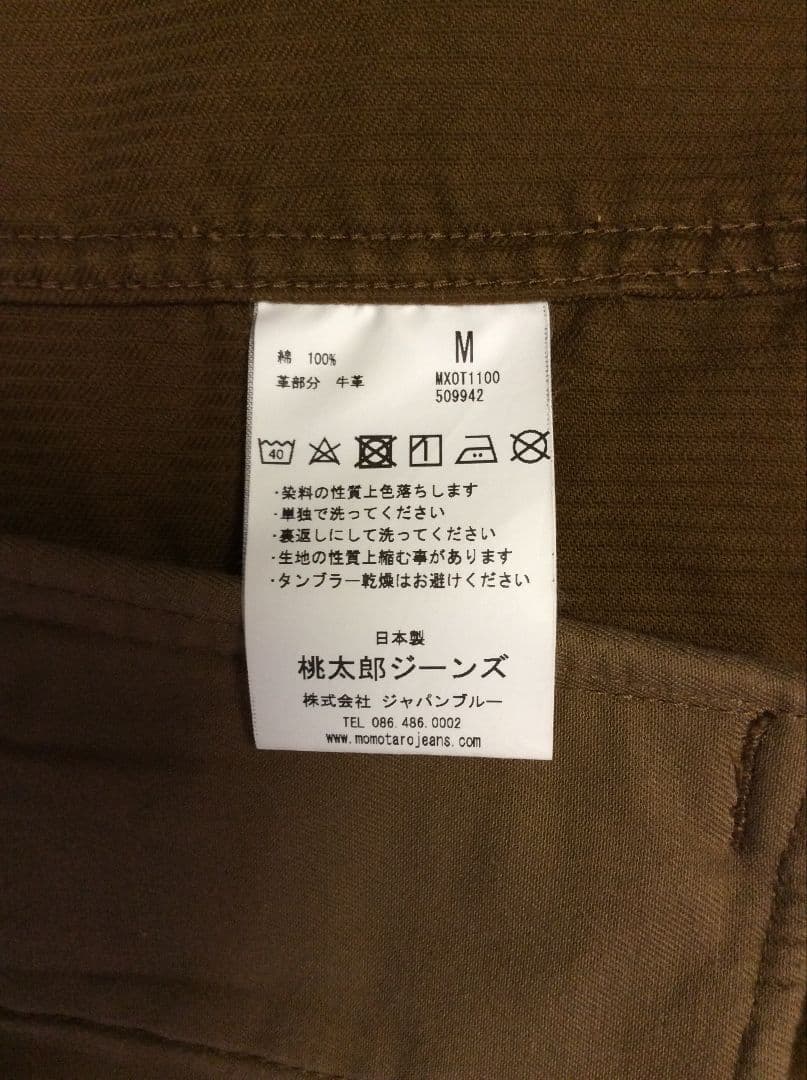 M
綿 100%
革部分 牛革
MXOT1100
509942
40
・染料の性質上色落ちします
・単独で洗ってください
・裏返しにして洗ってください
・生地の性質上縮む事があります
・タンブラー乾燥はお避けください
日本製
桃太郎ジーンズ
株式会社 ジャパンブルー
TEL 086.486.0002
www.momotarojeans.com